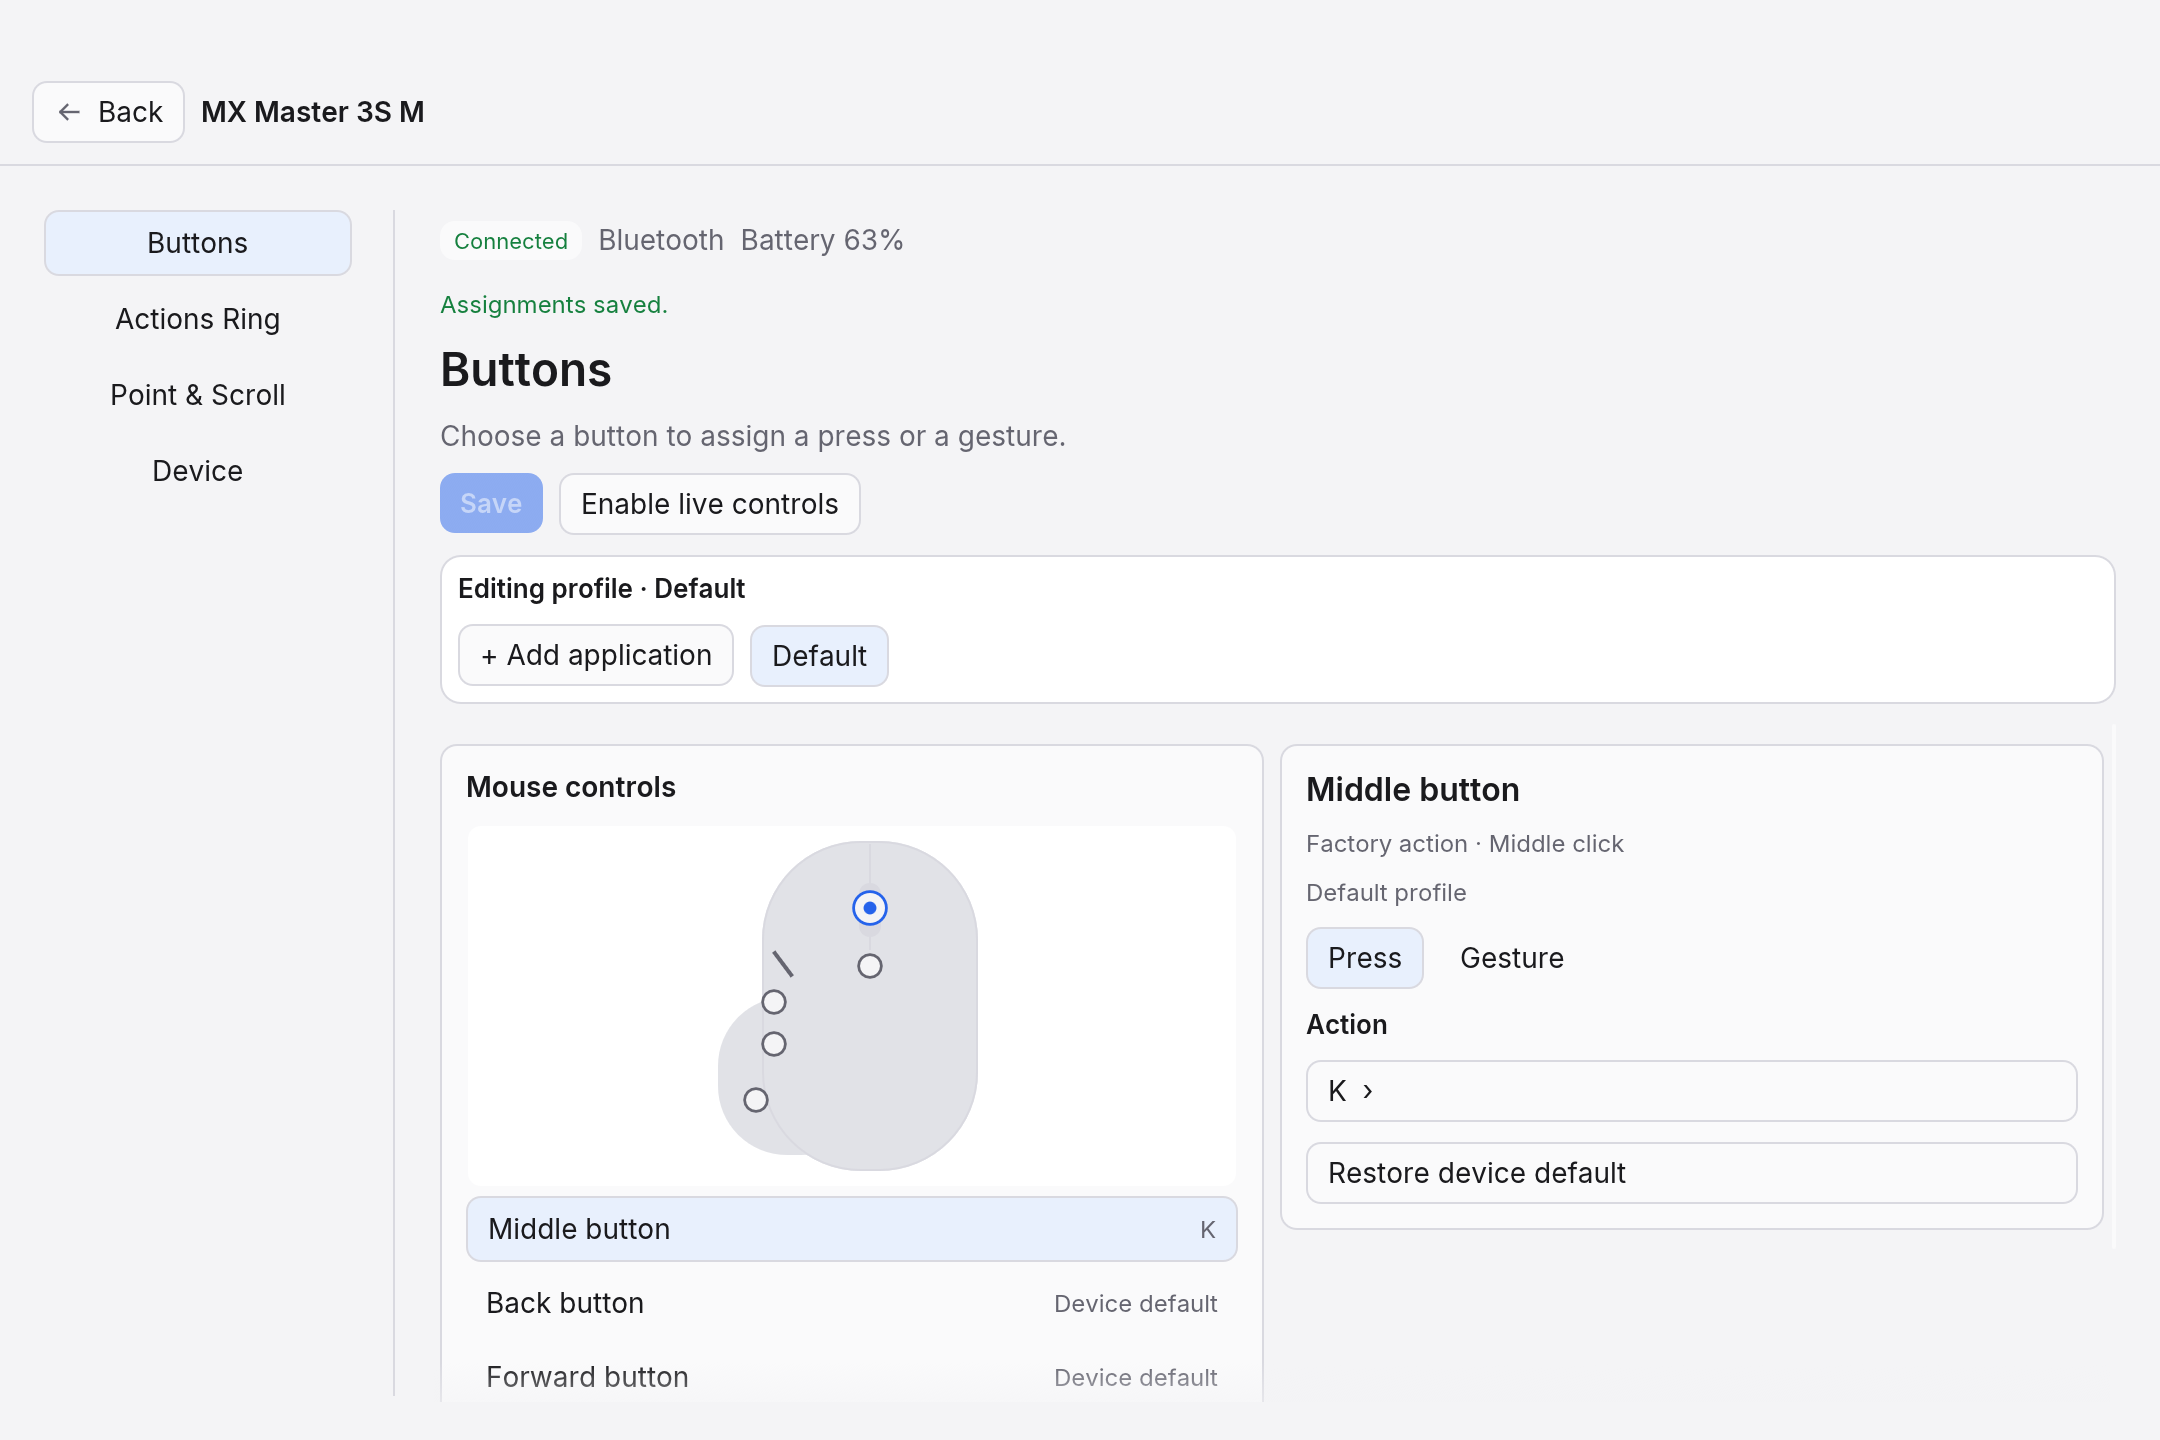 ← Back MX Master 3S M
Buttons
Actions Ring
Point & Scroll
Device
Connected Bluetooth Battery 63%
Assignments saved.
Buttons
Choose a button to assign a press or a gesture.
Save Enable live controls
Editing profile · Default
+ Add application Default
Mouse controls
Middle button K
Back button Device default
Forward button Device default
Middle button
Factory action · Middle click
Default profile
Press Gesture
Action
K ›
Restore device default